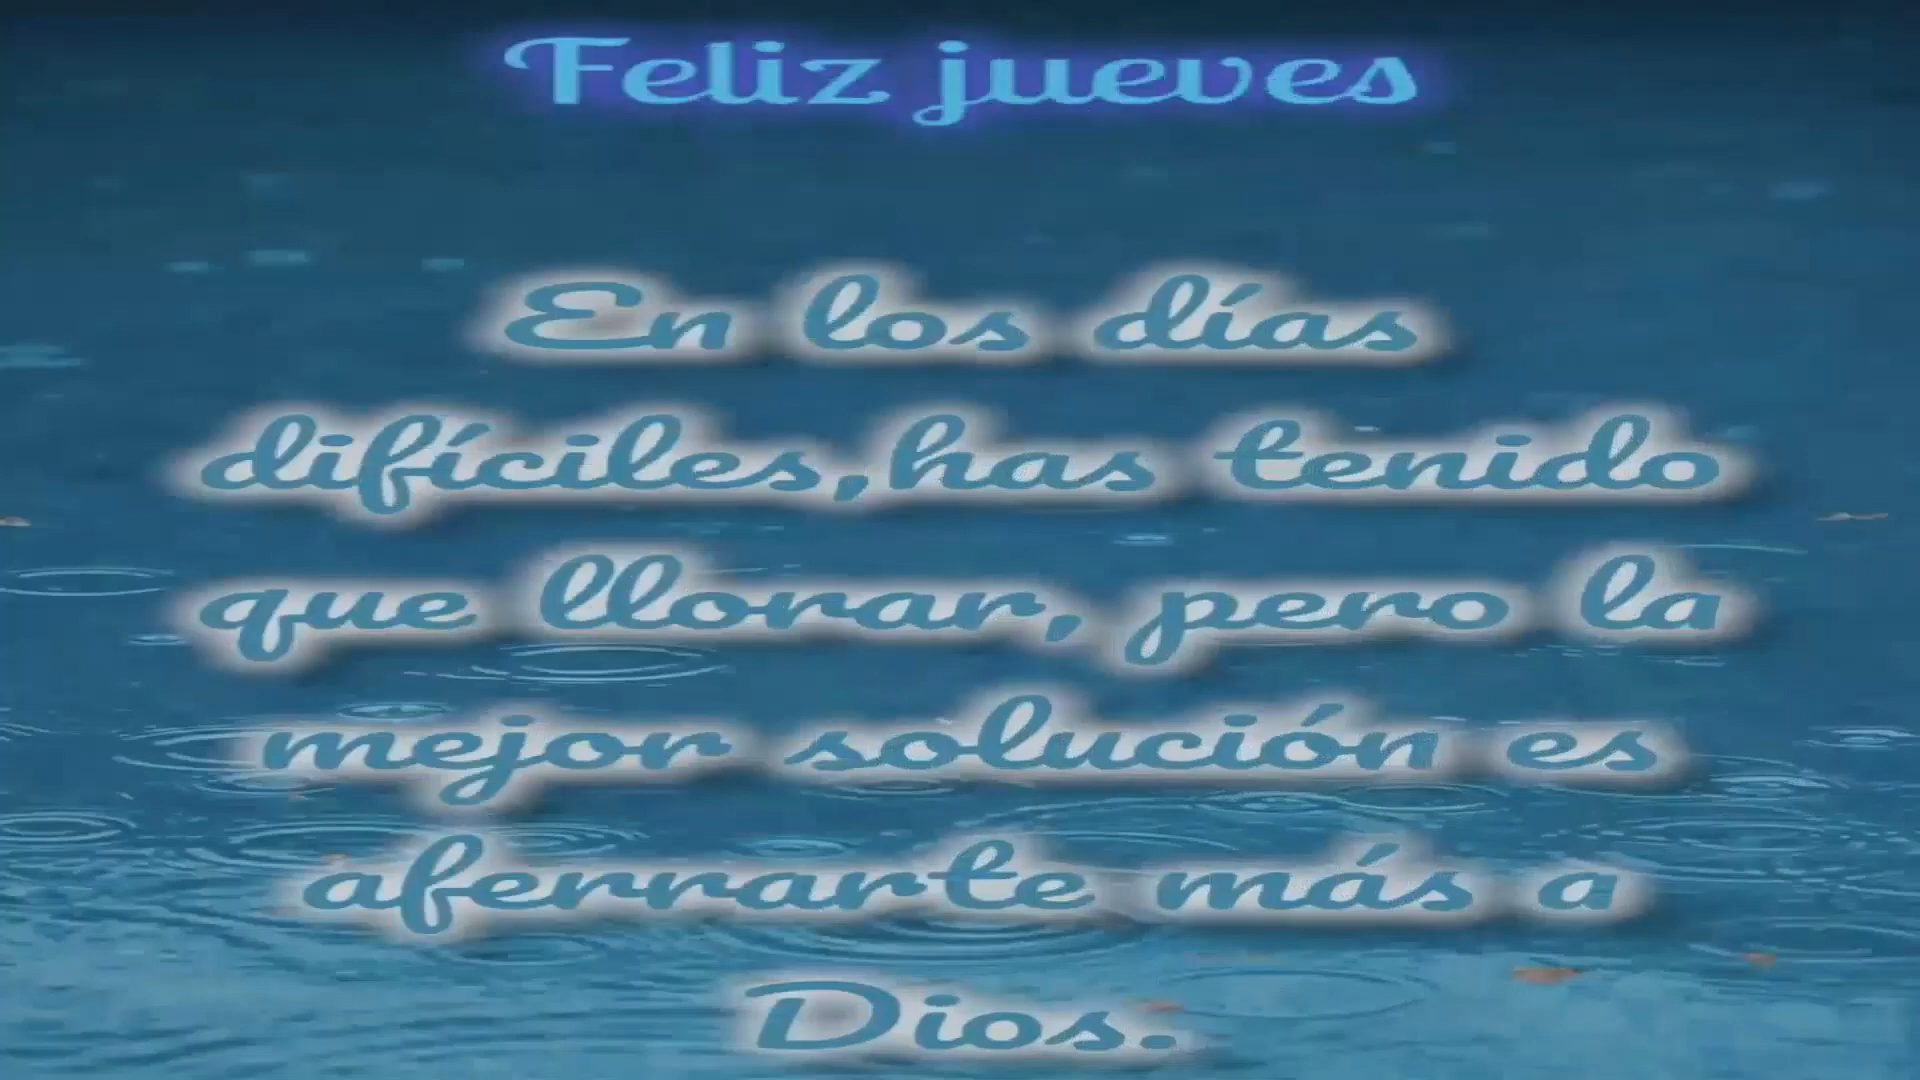 Feliz jueves
En los días
difíciles,has tenido
que llorar, pero la
mejor solución es
aferrarte más a
Dios.